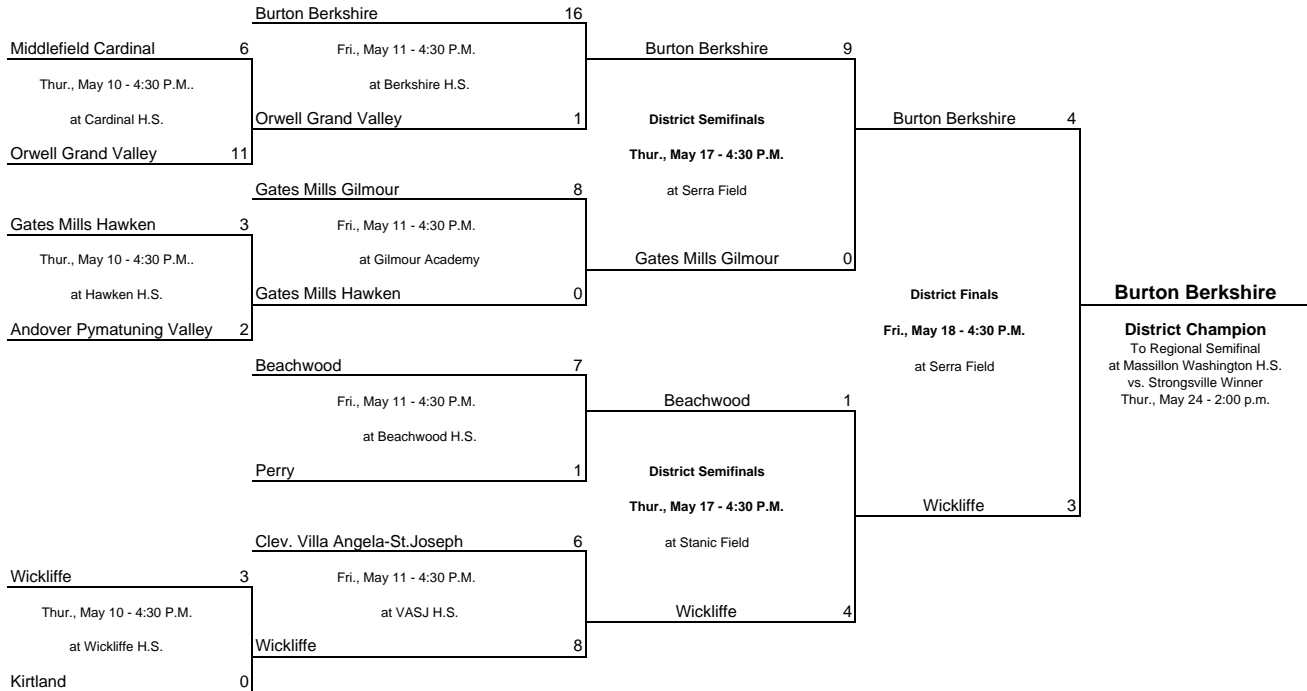 Burton Berkshire 16
Middlefield Cardinal 6
Fri., May 11 - 4:30 P.M.
Burton Berkshire 9
Thur., May 10 - 4:30 P.M..
at Berkshire H.S.
at Cardinal H.S.
Orwell Grand Valley 1
District Semifinals
Burton Berkshire 4
Orwell Grand Valley 11
Thur., May 17 - 4:30 P.M.
Gates Mills Gilmour 8
at Serra Field
Gates Mills Hawken 3
Fri., May 11 - 4:30 P.M.
Thur., May 10 - 4:30 P.M..
at Gilmour Academy
Gates Mills Gilmour 0
at Hawken H.S.
Gates Mills Hawken 0
District Finals
Burton Berkshire
Andover Pymatuning Valley 2
Fri., May 18 - 4:30 P.M.
District Champion
To Regional Semifinal
at Massillon Washington H.S.
vs. Strongsville Winner
Thur., May 24 - 2:00 p.m.
Beachwood 7
at Serra Field
Fri., May 11 - 4:30 P.M.
Beachwood 1
at Beachwood H.S.
Perry 1
District Semifinals
Thur., May 17 - 4:30 P.M.
Wickliffe 3
Clev. Villa Angela-St.Joseph 6
at Stanic Field
Wickliffe 3
Fri., May 11 - 4:30 P.M.
Thur., May 10 - 4:30 P.M.
at VASJ H.S.
Wickliffe 4
at Wickliffe H.S.
Wickliffe 8
Kirtland 0